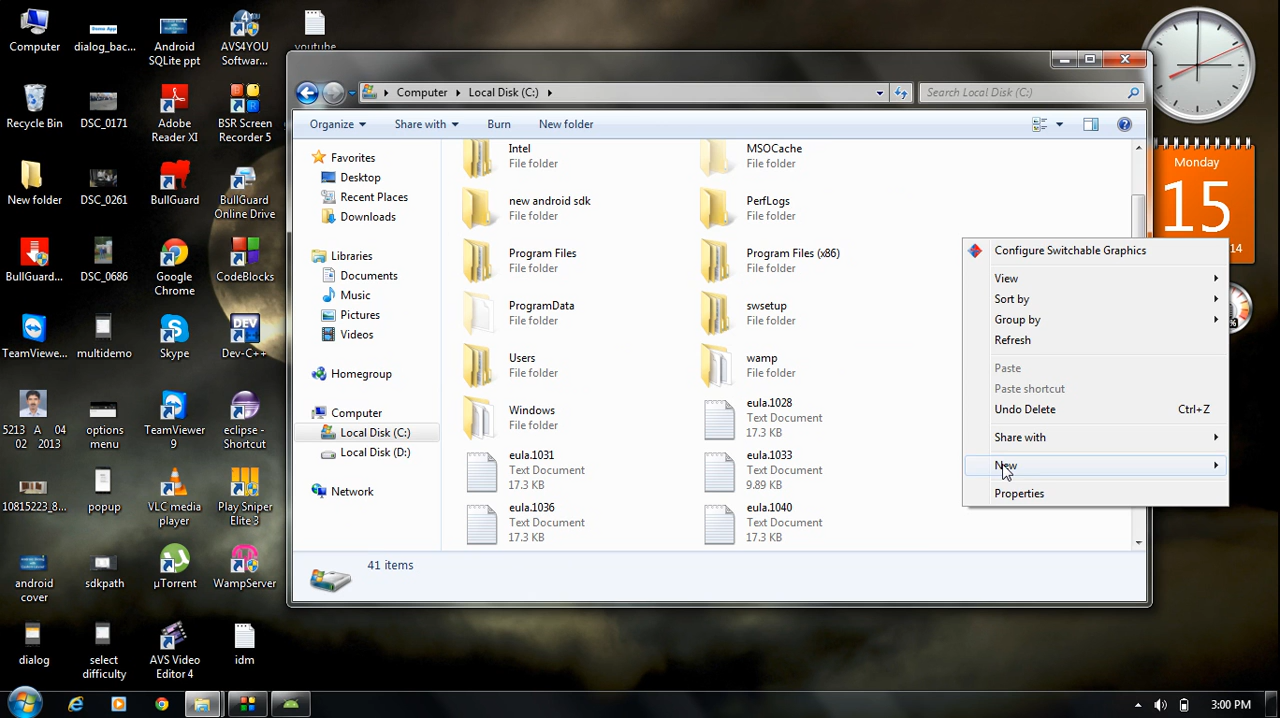 Computer
dialog_bac...
Android
SQLite ppt
AVS4YOU
Softwar...
youtube
Recycle Bin
DSC_0171
Adobe
Reader XI
BSR Screen
Recorder 5
New folder
DSC_0261
BullGuard
BullGuard
Online Drive
BullGuard...
DSC_0686
Google
Chrome
CodeBlocks
TeamViewer...
multidemo
Skype
Dev-C++
5213 A 04
02 2013
options
menu
TeamViewer
9
eclipse -
Shortcut
10815223_8...
popup
VLC media
player
Play Sniper
Elite 3
android
cover
sdkpath
µTorrent
WampServer
dialog
select
difficulty
AVS Video
Editor 4
idm
Computer
Local Disk (C:)
Search Local Disk (C:)
Organize
Share with
Burn
New folder
Favorites
Desktop
Recent Places
Downloads
Libraries
Documents
Music
Pictures
Videos
Homegroup
Computer
Local Disk (C:)
Local Disk (D:)
Network
Intel
File folder
MSOCache
File folder
new android sdk
File folder
PerfLogs
File folder
Program Files
File folder
Program Files (x86)
File folder
ProgramData
File folder
swsetup
File folder
Users
File folder
wamp
File folder
Windows
File folder
eula.1028
Text Document
17.3 KB
eula.1031
Text Document
17.3 KB
eula.1033
Text Document
9.89 KB
eula.1036
Text Document
17.3 KB
eula.1040
Text Document
17.3 KB
41 items
Configure Switchable Graphics
View
Sort by
Group by
Refresh
Paste
Paste shortcut
Undo Delete Ctrl+Z
Share with
New
Properties
Monday
15
14
%
3:00 PM